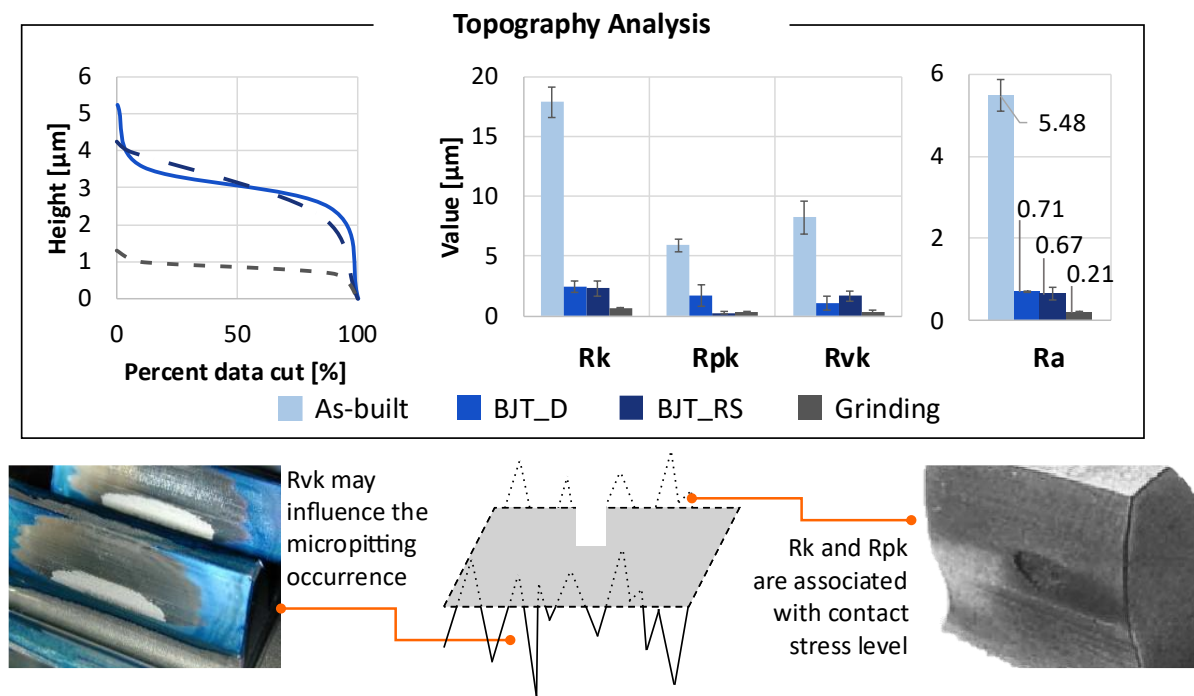 Topography Analysis
Height [µm]
6
5
4
3
2
1
0
0
50
100
Percent data cut [%]
Value [µm]
20
15
10
5
0
Rk
Rpk
Rvk
6
4
2
0
5.48
0.71
0.67
0.21
Ra
As-built
BJT_D
BJT_RS
Grinding
Rvk may
influence the
micropitting
occurrence
Rk and Rpk
are associated
with contact
stress level